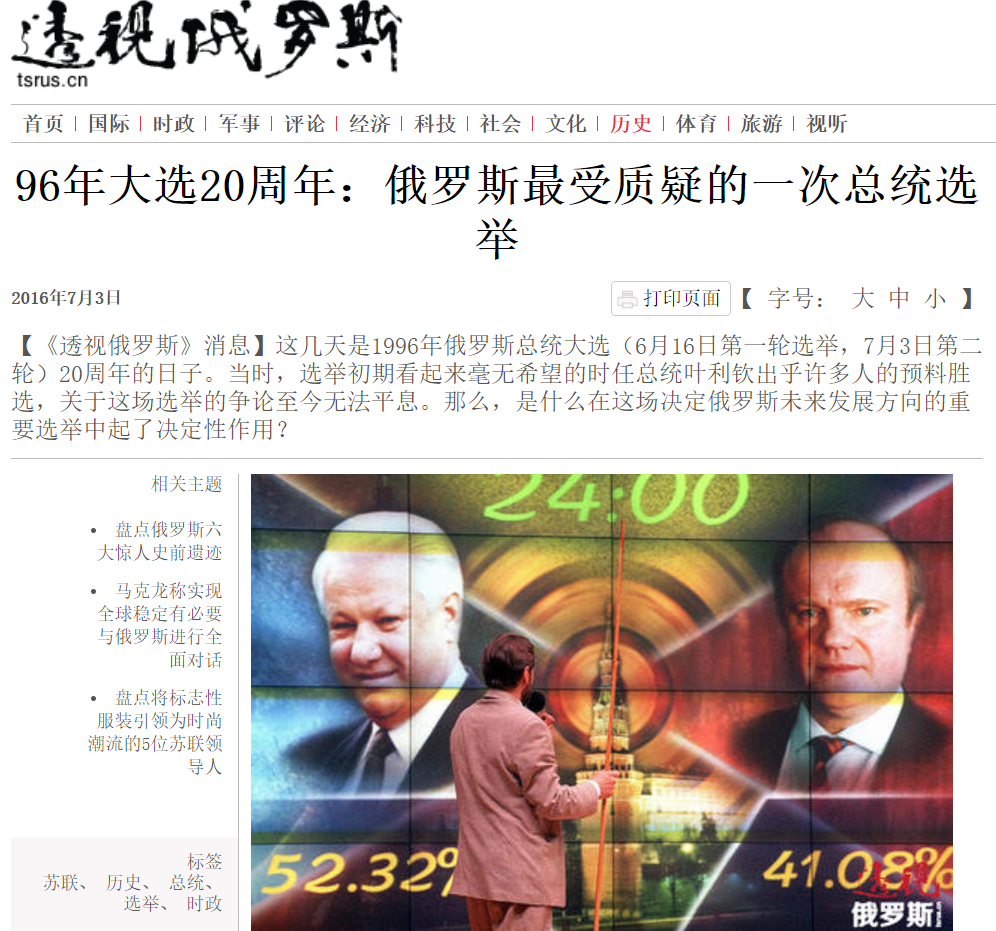 透视俄罗斯
tsrus.cn
首页 国际 时政 军事 评论 经济 科技 社会 文化 历史 体育 旅游 视听
96年大选20周年：俄罗斯最受质疑的一次总统选
举
2016年7月3日 打印页面 【 字号： 大 中 小 】
【《透视俄罗斯》消息】这几天是1996年俄罗斯总统大选（6月16日第一轮选举，7月3日第二
轮）20周年的日子。当时，选举初期看起来毫无希望的时任总统叶利钦出乎许多人的预料胜
选，关于这场选举的争论至今无法平息。那么，是什么在这场决定俄罗斯未来发展方向的重
要选举中起了决定性作用？
相关主题
• 盘点俄罗斯六
大惊人史前遗迹
• 马克龙称实现
全球稳定有必要
与俄罗斯进行全
面对话
• 盘点将标志性
服装引领为时尚
潮流的5位苏联领
导人
标签
苏联、 历史、 总统、
选举、 时政
24:00
52.32%
41.08%
透视
俄罗斯
tsrus.cn